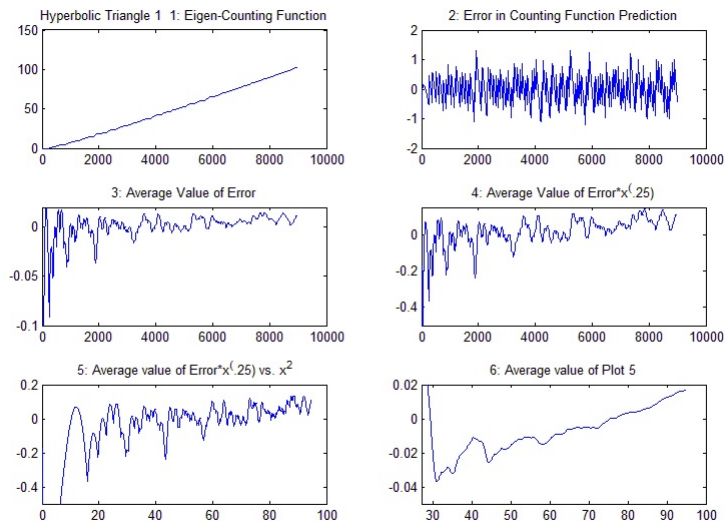 Hyperbolic Triangle 1 1: Eigen-Counting Function
150
100
50
0
0 2000 4000 6000 8000 10000
2: Error in Counting Function Prediction
2
1
0
-1
-2
0 2000 4000 6000 8000 10000
3: Average Value of Error
0
-0.05
-0.1
0 2000 4000 6000 8000 10000
4: Average Value of Error*x(.25)
0
-0.2
-0.4
0 2000 4000 6000 8000 10000
5: Average value of Error*x(.25) vs. x2
0.2
0
-0.2
-0.4
0 20 40 60 80 100
6: Average value of Plot 5
0.02
0
-0.02
-0.04
30 40 50 60 70 80 90 100